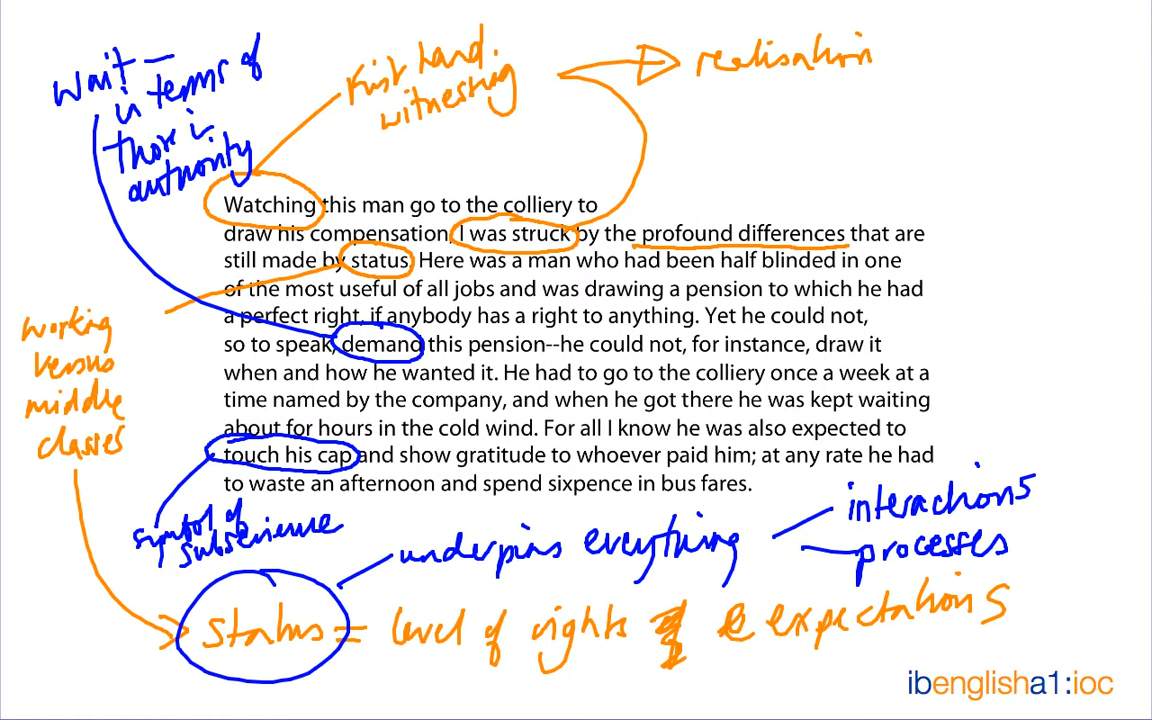 Wait —
in terms of
those in
authority
First hand.
witnessing
realisation
Watching this man go to the colliery to
draw his compensation, I was struck by the profound differences that are
still made by status. Here was a man who had been half blinded in one
of the most useful of all jobs and was drawing a pension to which he had
a perfect right, if anybody has a right to anything. Yet he could not,
so to speak, demand this pension--he could not, for instance, draw it
when and how he wanted it. He had to go to the colliery once a week at a
time named by the company, and when he got there he was kept waiting
about for hours in the cold wind. For all I know he was also expected to
touch his cap and show gratitude to whoever paid him; at any rate he had
to waste an afternoon and spend sixpence in bus fares.
working
versus
middle
classes
symbol of
subservience
underpins everything
interactions
processes
status = level of rights & expectations
ibenglisha1:ioc